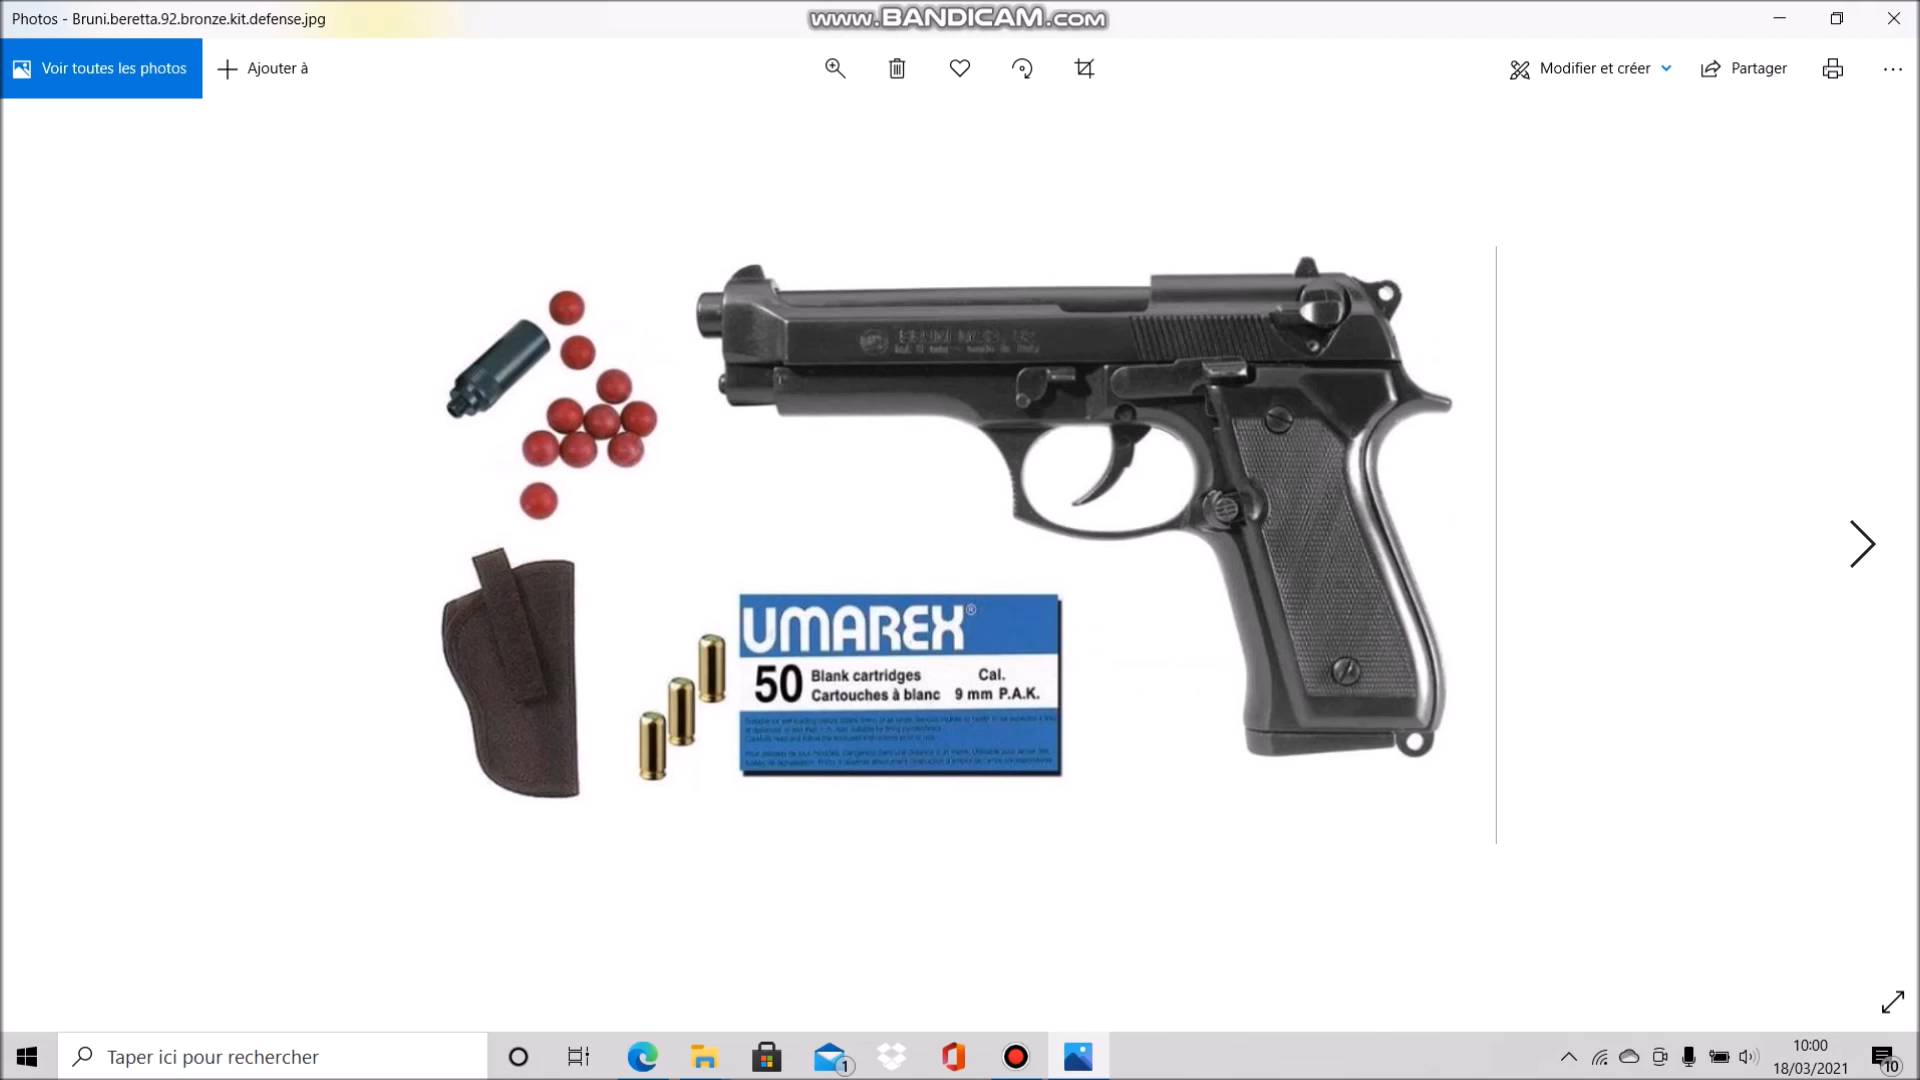 Photos - Bruni.beretta.92.bronze.kit.defense.jpg
www.BANDICAM.com
Voir toutes les photos
Ajouter à
Modifier et créer
Partager
UMAREX®
50
Blank cartridges
Cal.
Cartouches à blanc
9 mm P.A.K.
Taper ici pour rechercher
1
10:00
18/03/2021
10